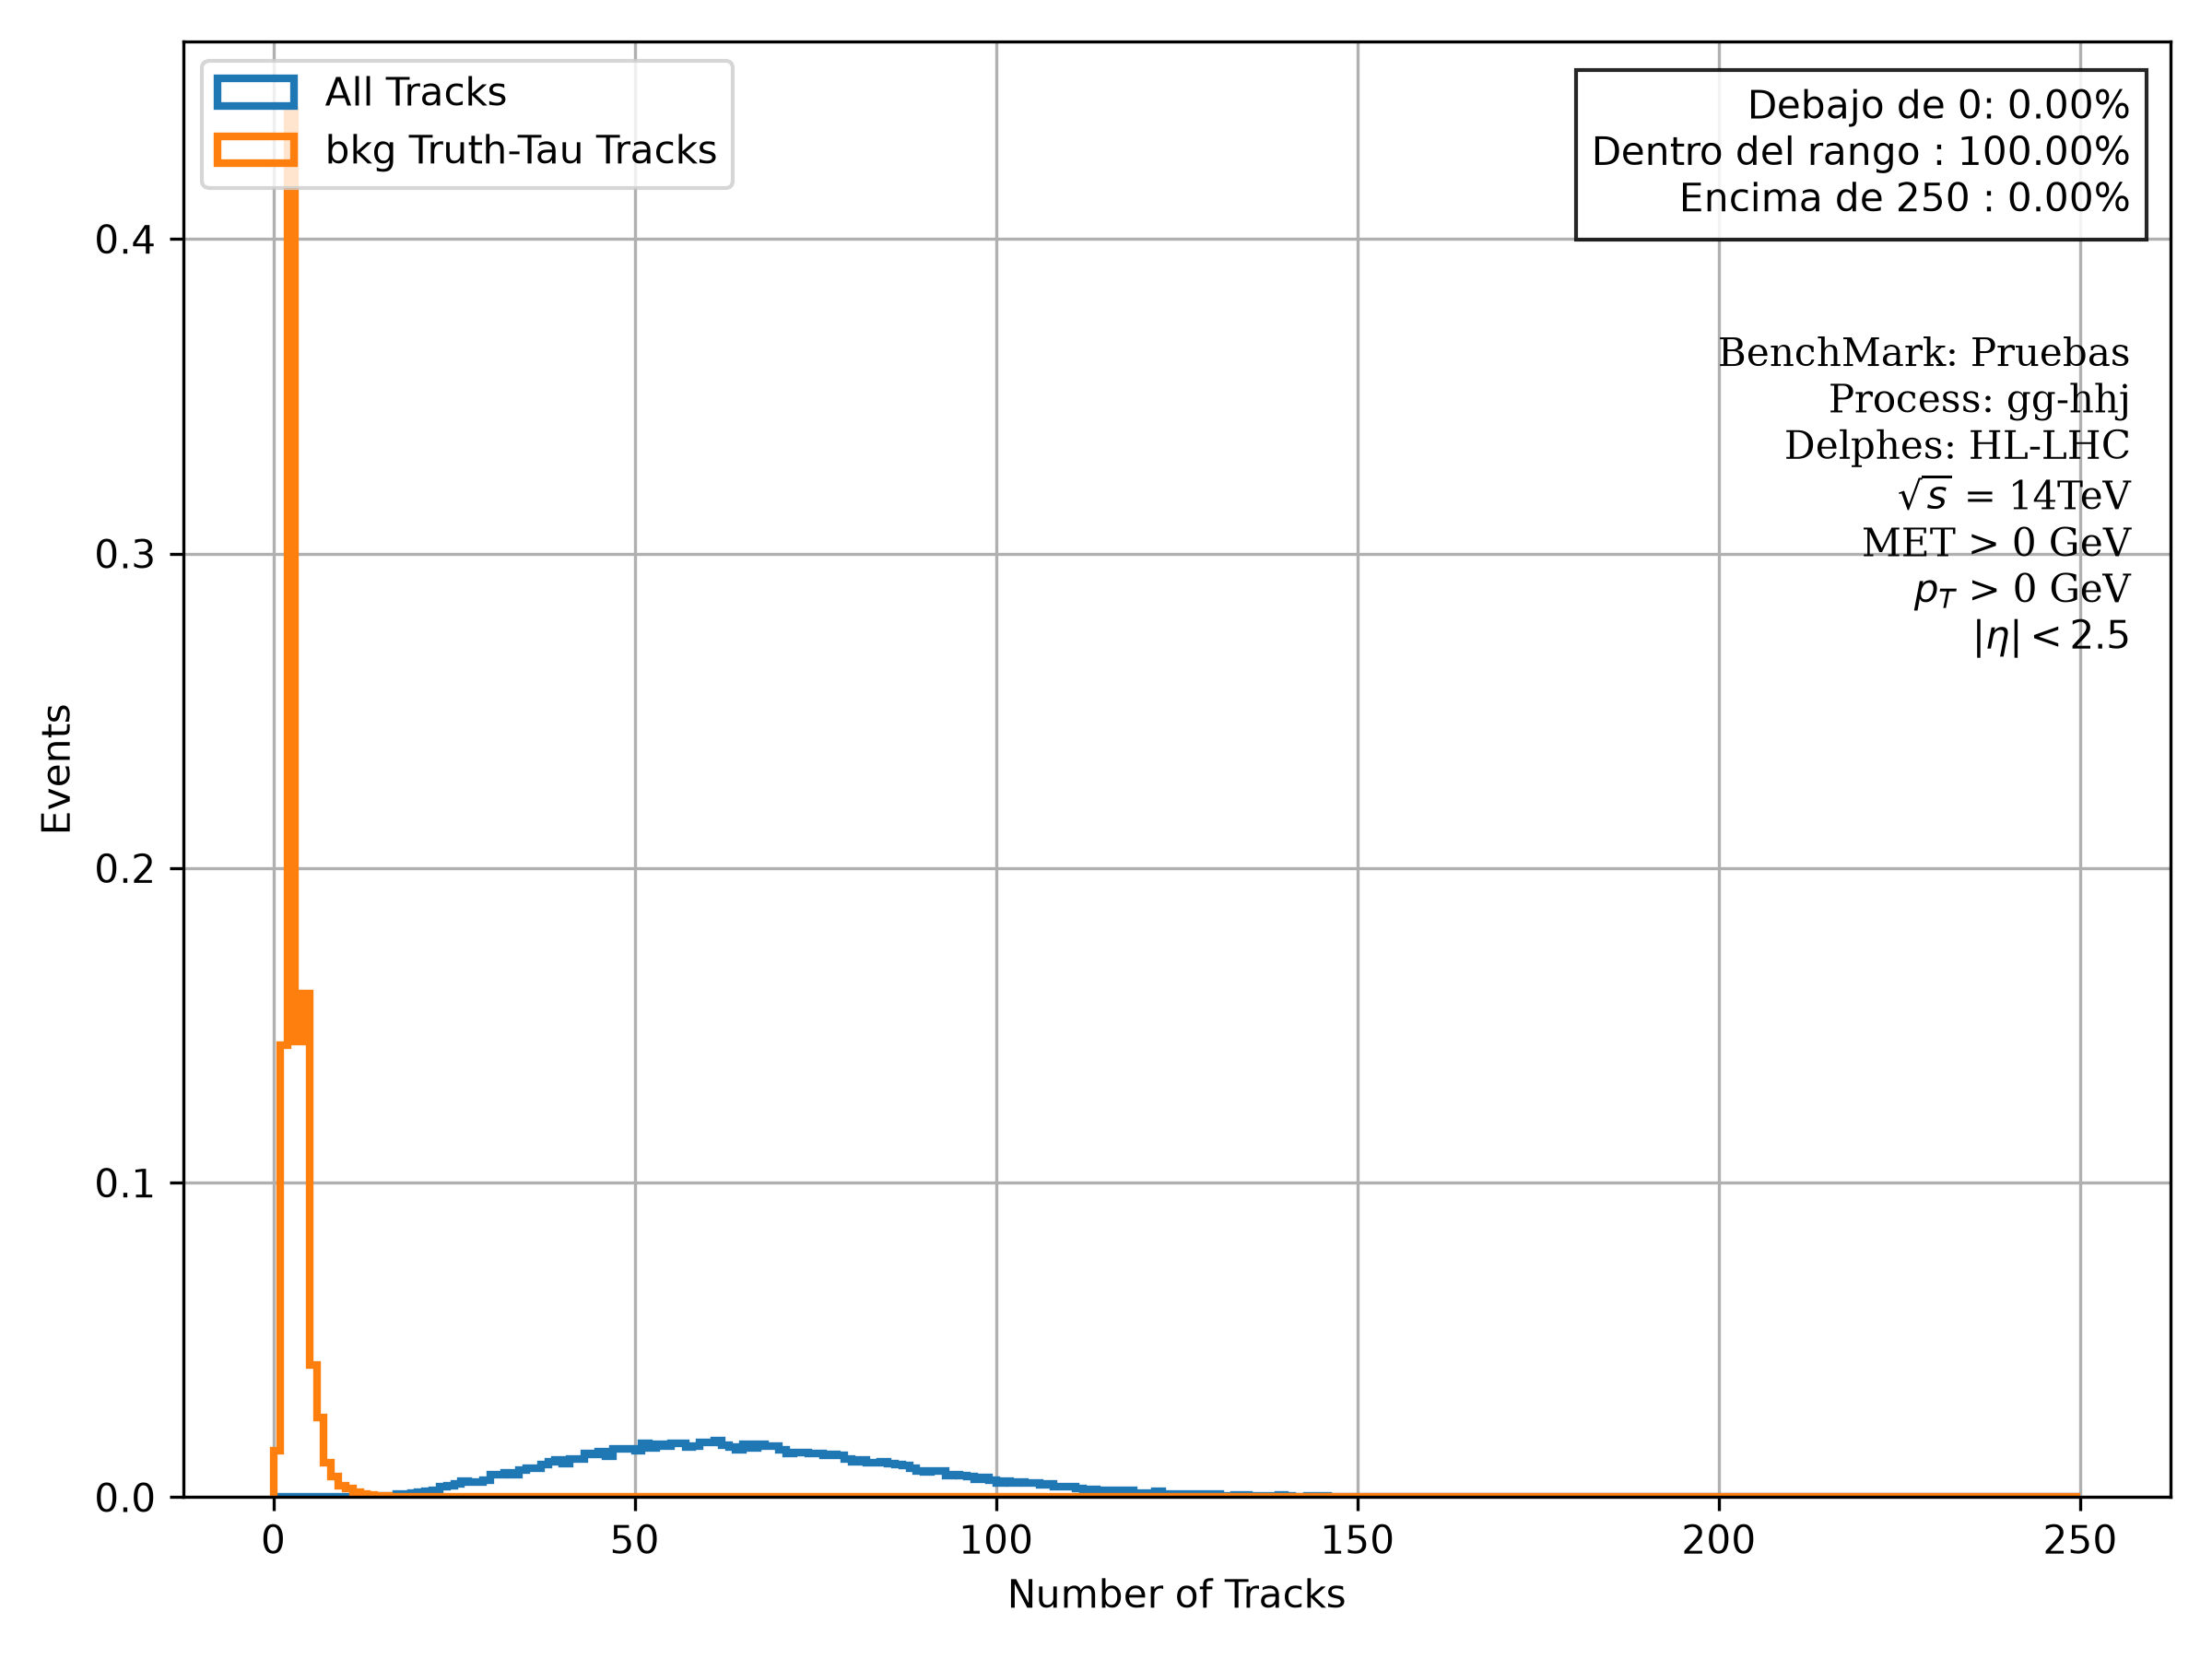 All Tracks
bkg Truth-Tau Tracks
Debajo de 0: 0.00%
Dentro del rango : 100.00%
Encima de 250 : 0.00%
BenchMark: Pruebas
Process: gg-hhj
Delphes: HL-LHC
√s = 14TeV
MET > 0 GeV
p_T > 0 GeV
|η| < 2.5
Events
0.4
0.3
0.2
0.1
0.0
0 50 100 150 200 250
Number of Tracks